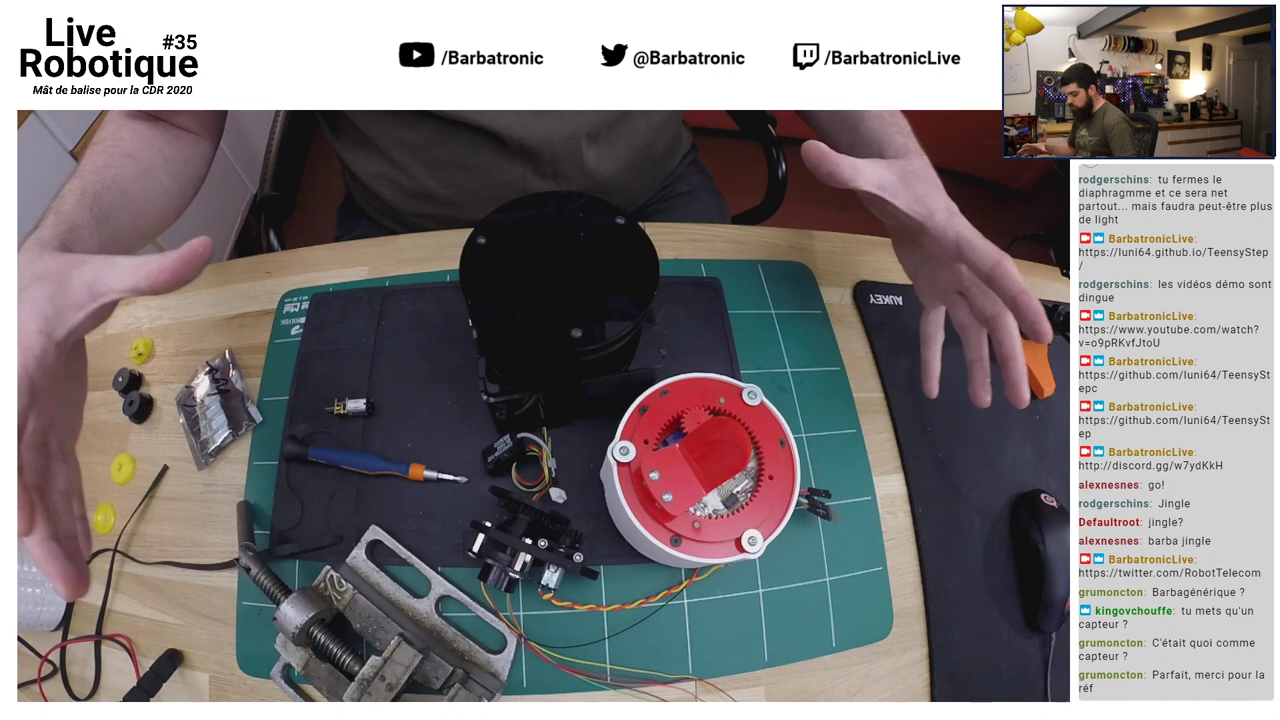 Live
Robotique #35
Mât de balise pour la CDR 2020
/Barbatronic
@Barbatronic
/BarbatronicLive
AUKEY
rodgerschins: tu fermes le
diaphragmme et ce sera net
partout... mais faudra peut-être plus
de light
BarbatronicLive:
https://luni64.github.io/TeensyStep
/
rodgerschins: les vidéos démo sont
dingue
BarbatronicLive:
https://www.youtube.com/watch?
v=o9pRKvfJtoU
BarbatronicLive:
https://github.com/luni64/TeensySt
epc
BarbatronicLive:
https://github.com/luni64/TeensySt
ep
BarbatronicLive:
http://discord.gg/w7ydKkH
alexnesnes: go!
rodgerschins: Jingle
Defaultroot: jingle?
alexnesnes: barba jingle
BarbatronicLive:
https://twitter.com/RobotTelecom
grumoncton: Barbagénérique ?
kingovchouffe: tu mets qu'un
capteur ?
grumoncton: C'était quoi comme
capteur ?
grumoncton: Parfait, merci pour la
réf